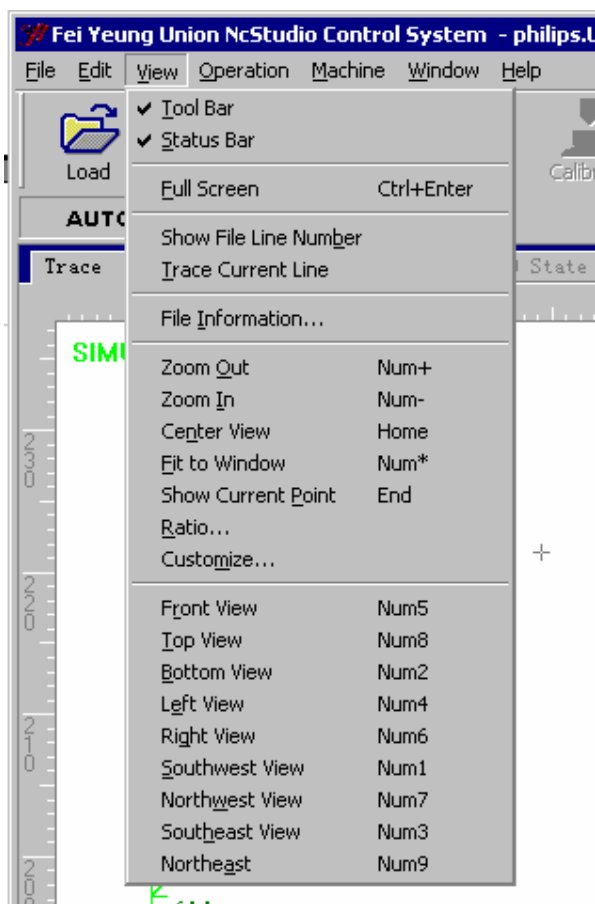 Fei Yeung Union NcStudio Control System - philips.
File Edit View Operation Machine Window Help
Tool Bar
Status Bar
Load
Full Screen Ctrl+Enter
AUTO
Show File Line Number
Trace Current Line
Trace
State
File Information...
Zoom Out Num+
Zoom In Num-
Center View Home
Fit to Window Num*
Show Current Point End
Ratio...
Customize...
Front View Num5
Top View Num8
Bottom View Num2
Left View Num4
Right View Num6
Southwest View Num1
Northwest View Num7
Southeast View Num3
Northeast Num9
230
220
210